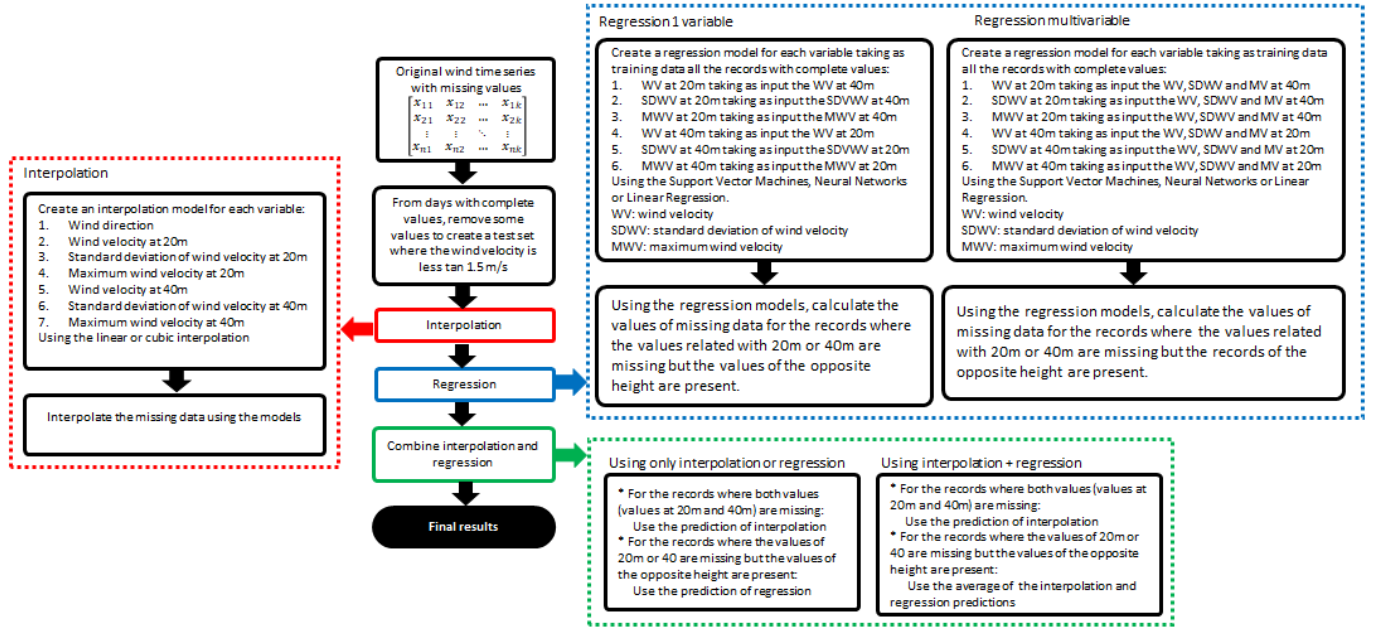 Original wind time series
with missing values
x11 x12 ... x1k
x21 x22 ... x2k
⋮ ⋮ ⋱ ⋮
xn1 xn2 ... xnk
From days with complete
values, remove some
values to create a test set
where the wind velocity is
less tan 1.5 m/s
Interpolation
Regression
Combine interpolation and
regression
Final results
Interpolation
Create an interpolation model for each variable:
1. Wind direction
2. Wind velocity at 20m
3. Standard deviation of wind velocity at 20m
4. Maximum wind velocity at 20m
5. Wind velocity at 40m
6. Standard deviation of wind velocity at 40m
7. Maximum wind velocity at 40m
Using the linear or cubic interpolation
Interpolate the missing data using the models
Regression 1 variable
Create a regression model for each variable taking as
training data all the records with complete values:
1. WV at 20m taking as input the WV at 40m
2. SDWV at 20m taking as input the SDVWV at 40m
3. MWV at 20m taking as input the MWV at 40m
4. WV at 40m taking as input the WV at 20m
5. SDWV at 40m taking as input the SDVWV at 20m
6. MWV at 40m taking as input the MWV at 20m
Using the Support Vector Machines, Neural Networks
or Linear Regression.
WV: wind velocity
SDWV: standard deviation of wind velocity
MWV: maximum wind velocity
Using the regression models, calculate the
values of missing data for the records where
the values related with 20m or 40m are
missing but the values of the opposite
height are present.
Regression multivariable
Create a regression model for each variable taking as training data
all the records with complete values:
1. WV at 20m taking as input the WV, SDWV and MV at 40m
2. SDWV at 20m taking as input the WV, SDWV and MV at 40m
3. MWV at 20m taking as input the WV, SDWV and MV at 40m
4. WV at 40m taking as input the WV, SDWV and MV at 20m
5. SDWV at 40m taking as input the WV, SDWV and MV at 20m
6. MWV at 40m taking as input the WV, SDWV and MV at 20m
Using the Support Vector Machines, Neural Networks or Linear
Regression.
WV: wind velocity
SDWV: standard deviation of wind velocity
MWV: maximum wind velocity
Using the regression models, calculate the values of
missing data for the records where the values related
with 20m or 40m are missing but the records of the
opposite height are present.
Using only interpolation or regression
* For the records where both values
(values at 20m and 40m) are missing:
Use the prediction of interpolation
* For the records where the values of
20m or 40 are missing but the values of
the opposite height are present:
Use the prediction of regression
Using interpolation + regression
* For the records where both values (values at
20m and 40m) are missing:
Use the prediction of interpolation
* For the records where the values of 20m or
40 are missing but the values of the opposite
height are present:
Use the average of the interpolation and
regression predictions